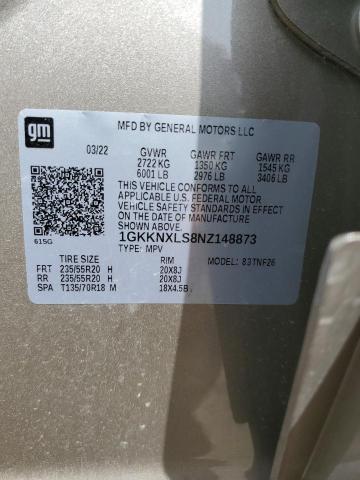 gm
MFD BY GENERAL MOTORS LLC
03/22 GVWR GAWR FRT GAWR RR
2722 KG 1350 KG 1545 KG
6001 LB 2976 LB 3406 LB
THIS VEHICLE CONFORMS TO ALL
APPLICABLE U.S. FEDERAL MOTOR
VEHICLE SAFETY STANDARDS IN
EFFECT ON THE DATE OF MANUFACTURE
SHOWN ABOVE.
615G
1GKKNXLS8NZ148873
TYPE: MPV MODEL: 83TNF26
TIRE SIZE RIM
FRT 235/55R20 H 20X8J
RR 235/55R20 H 20X8J
SPA T135/70R18 M 18X4.5B